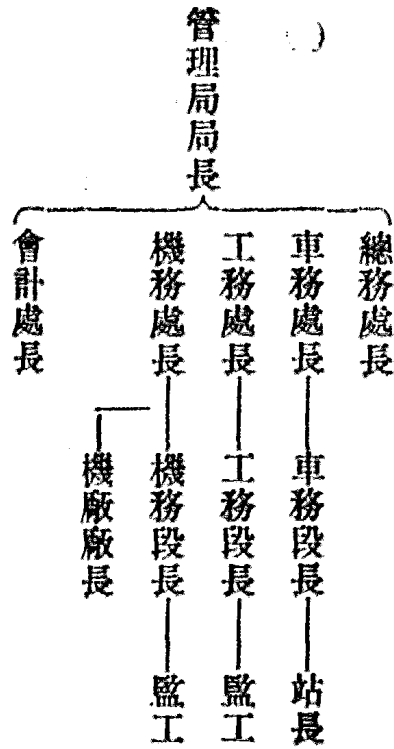 管理局局長
總務處長
車務處長
車務段長
站長
工務處長
工務段長
監工
機務處長
機務段長
監工
機廠廠長
會計處長